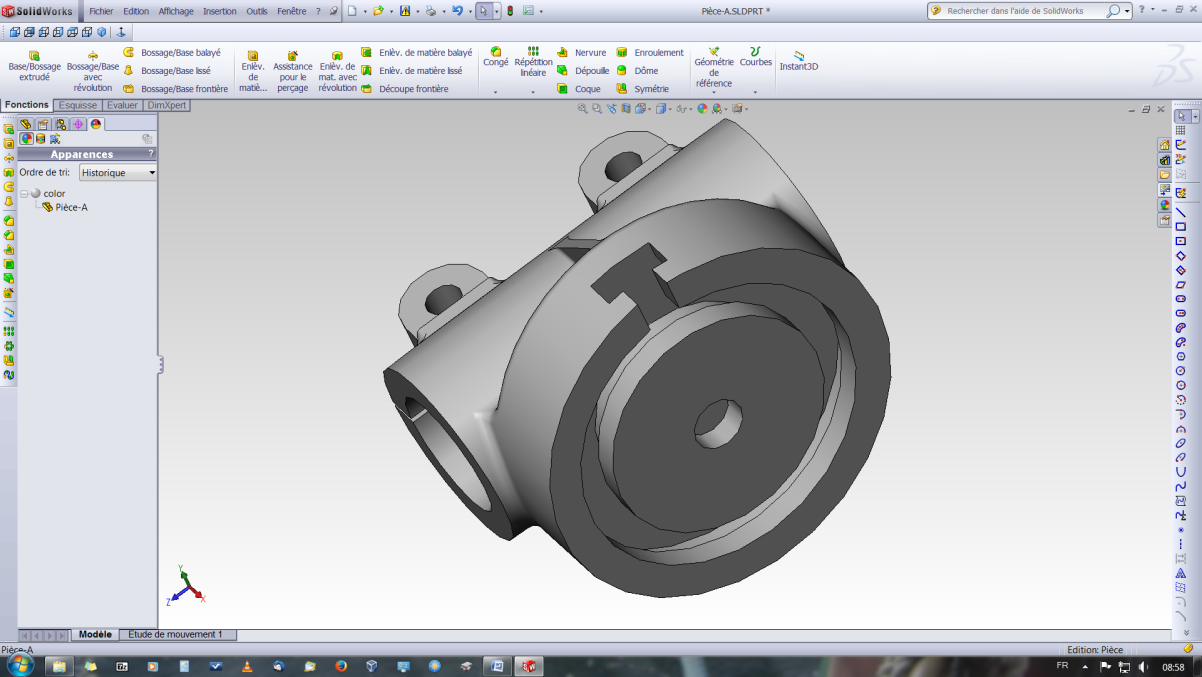 SolidWorks Fichier Edition Affichage Insertion Outils Fenêtre ? Pièce-A.SLDPRT * Rechercher dans l'aide de SolidWorks ?
Base/Bossage extrudé
Bossage/Base avec révolution
Bossage/Base balayé
Bossage/Base lissé
Bossage/Base frontière
Enlèv. de matiè...
Assistance pour le perçage
Enlèv. de mat. avec révolution
Enlèv. de matière balayé
Enlèv. de matière lissé
Découpe frontière
Congé
Répétition linéaire
Nervure
Dépouille
Coque
Enroulement
Dôme
Symétrie
Géométrie de référence
Courbes
Instant3D
Fonctions Esquisse Evaluer DimXpert
Apparences ?
Ordre de tri: Historique
color
Pièce-A
Y
Z X
Modèle Etude de mouvement 1
Pièce-A Edition: Pièce
FR 08:58